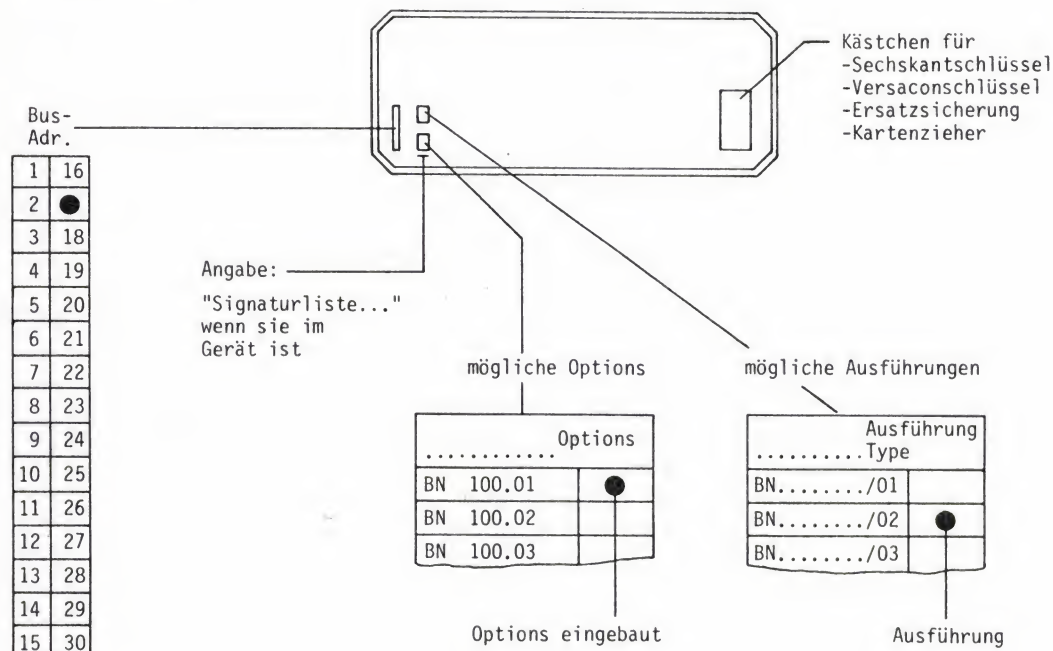 Kästchen für
-Sechskantschlüssel
-Versaconschlüssel
-Ersatzsicherung
-Kartenzieher
Bus-
Adr.
1 16
2
3 18
4 19
5 20
6 21
7 22
8 23
9 24
10 25
11 26
12 27
13 28
14 29
15 30
Angabe:
"Signaturliste..."
wenn sie im
Gerät ist
mögliche Options
............Options
BN 100.01
BN 100.02
BN 100.03
Options eingebaut
mögliche Ausführungen
Ausführung
..........Type
BN......../01
BN......../02
BN......../03
Ausführung